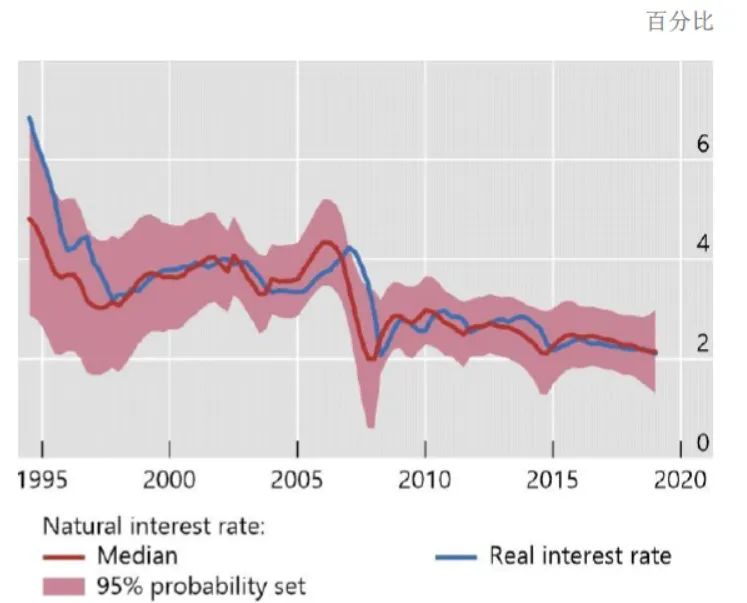 百分比
6
4
2
0
1995 2000 2005 2010 2015 2020
Natural interest rate:
Median Real interest rate
95% probability set